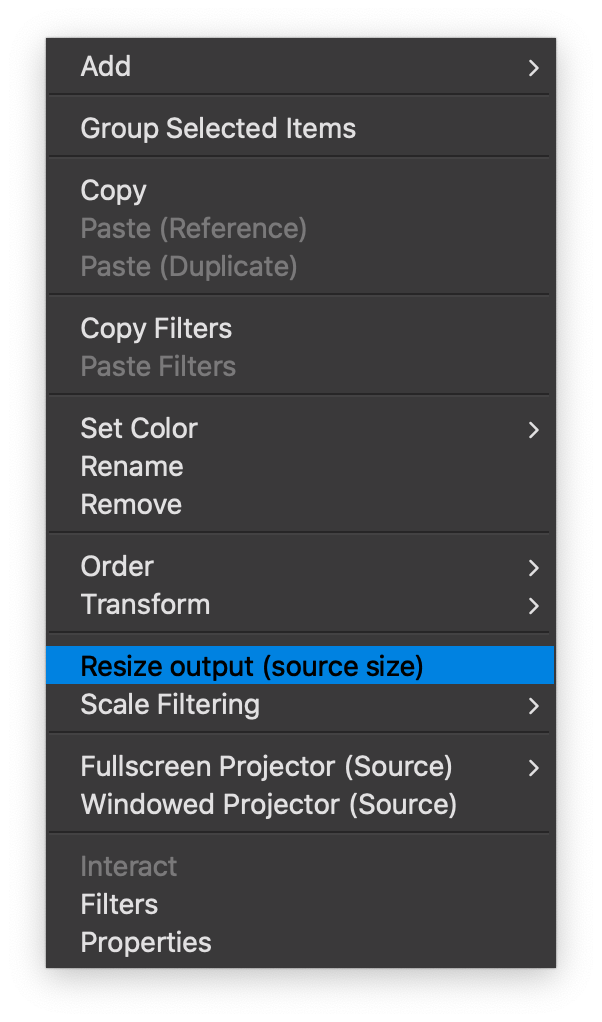 Add
Group Selected Items
Copy
Paste (Reference)
Paste (Duplicate)
Copy Filters
Paste Filters
Set Color
Rename
Remove
Order
Transform
Resize output (source size)
Scale Filtering
Fullscreen Projector (Source)
Windowed Projector (Source)
Interact
Filters
Properties